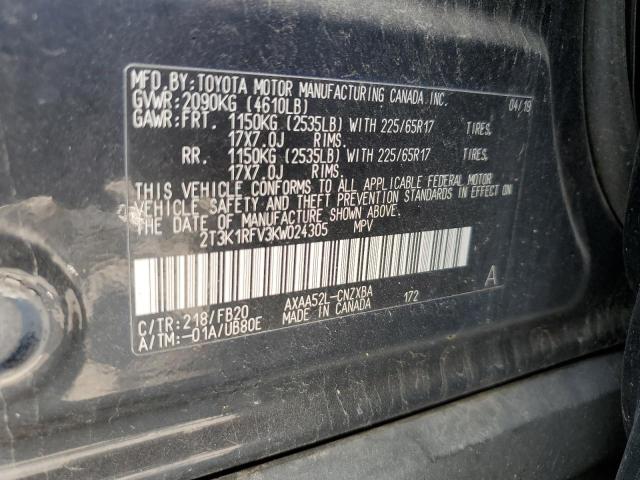 MFD.BY:TOYOTA MOTOR MANUFACTURING CANADA.INC. 04/19
GVWR:2090KG (4610LB)
GAWR:FRT. 1150KG (2535LB) WITH 225/65R17 TIRES.
17X7.0J RIMS.
RR. 1150KG (2535LB) WITH 225/65R17 TIRES.
17X7.0J RIMS.
THIS VEHICLE CONFORMS TO ALL APPLICABLE FEDERAL MOTOR
VEHICLE SAFETY AND THEFT PREVENTION STANDARDS IN EFFECT ON
THE DATE OF MANUFACTURE SHOWN ABOVE.
2T3K1RFV3KW024305 MPV
A
C/TR:218/FB20 AXAA52L-CNZXBA 172
A/TM:-01A/UB80E MADE IN CANADA